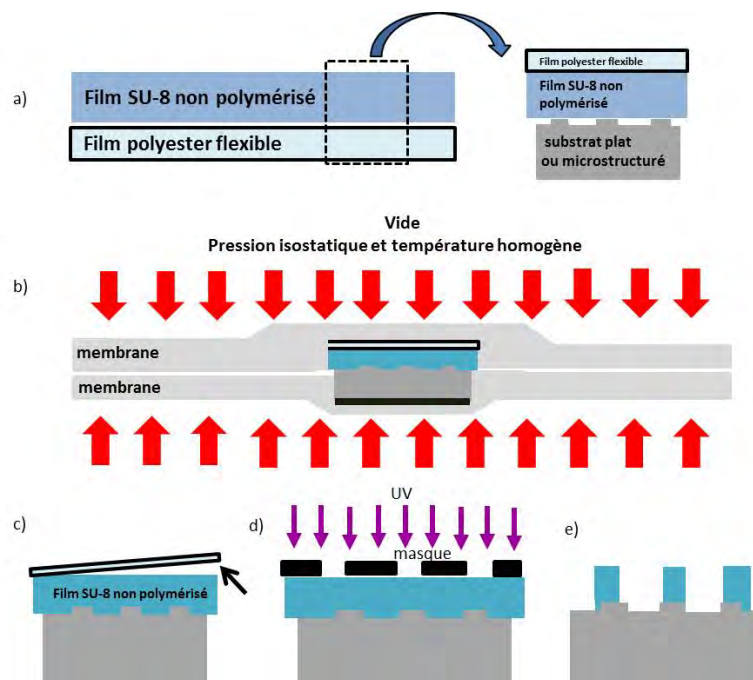 a)
Film SU-8 non polymérisé
Film polyester flexible
Film polyester flexible
Film SU-8 non
polymérisé
substrat plat
ou microstructuré
Vide
Pression isostatique et température homogène
b)
membrane
membrane
c)
Film SU-8 non polymérisé
d)
UV
masque
e)